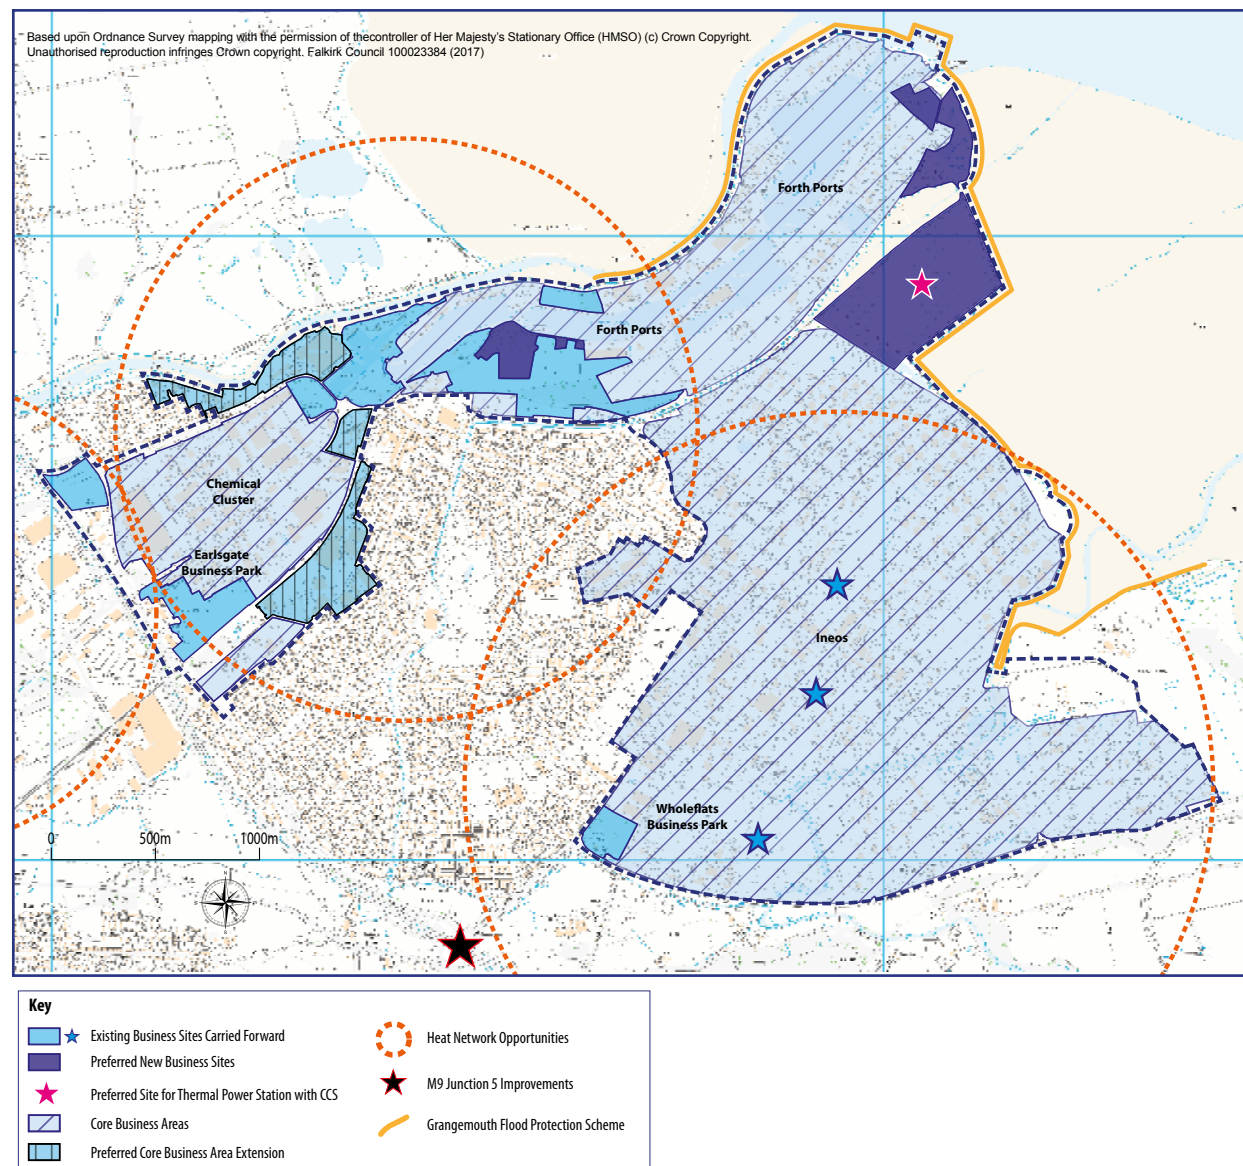 Based upon Ordnance Survey mapping with the permission of thecontroller of Her Majesty's Stationary Office (HMSO) (c) Crown Copyright.
Unauthorised reproduction infringes Crown copyright. Falkirk Council 100023384 (2017)
Forth Ports
Forth Ports
Chemical
Cluster
Earlsgate
Business Park
Ineos
Wholeflats
Business Park
0 500m 1000m
Key
Existing Business Sites Carried Forward
Preferred New Business Sites
Preferred Site for Thermal Power Station with CCS
Core Business Areas
Preferred Core Business Area Extension
Heat Network Opportunities
M9 Junction 5 Improvements
Grangemouth Flood Protection Scheme